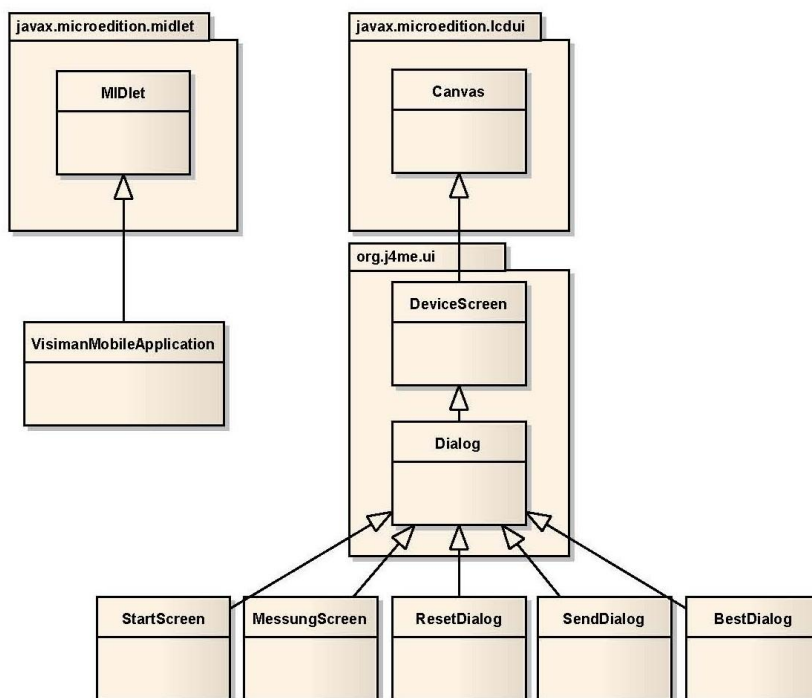 javax.microedition.midlet
MIDlet
javax.microedition.lcdui
Canvas
org.j4me.ui
DeviceScreen
VisimanMobileApplication
Dialog
StartScreen
MessungScreen
ResetDialog
SendDialog
BestDialog